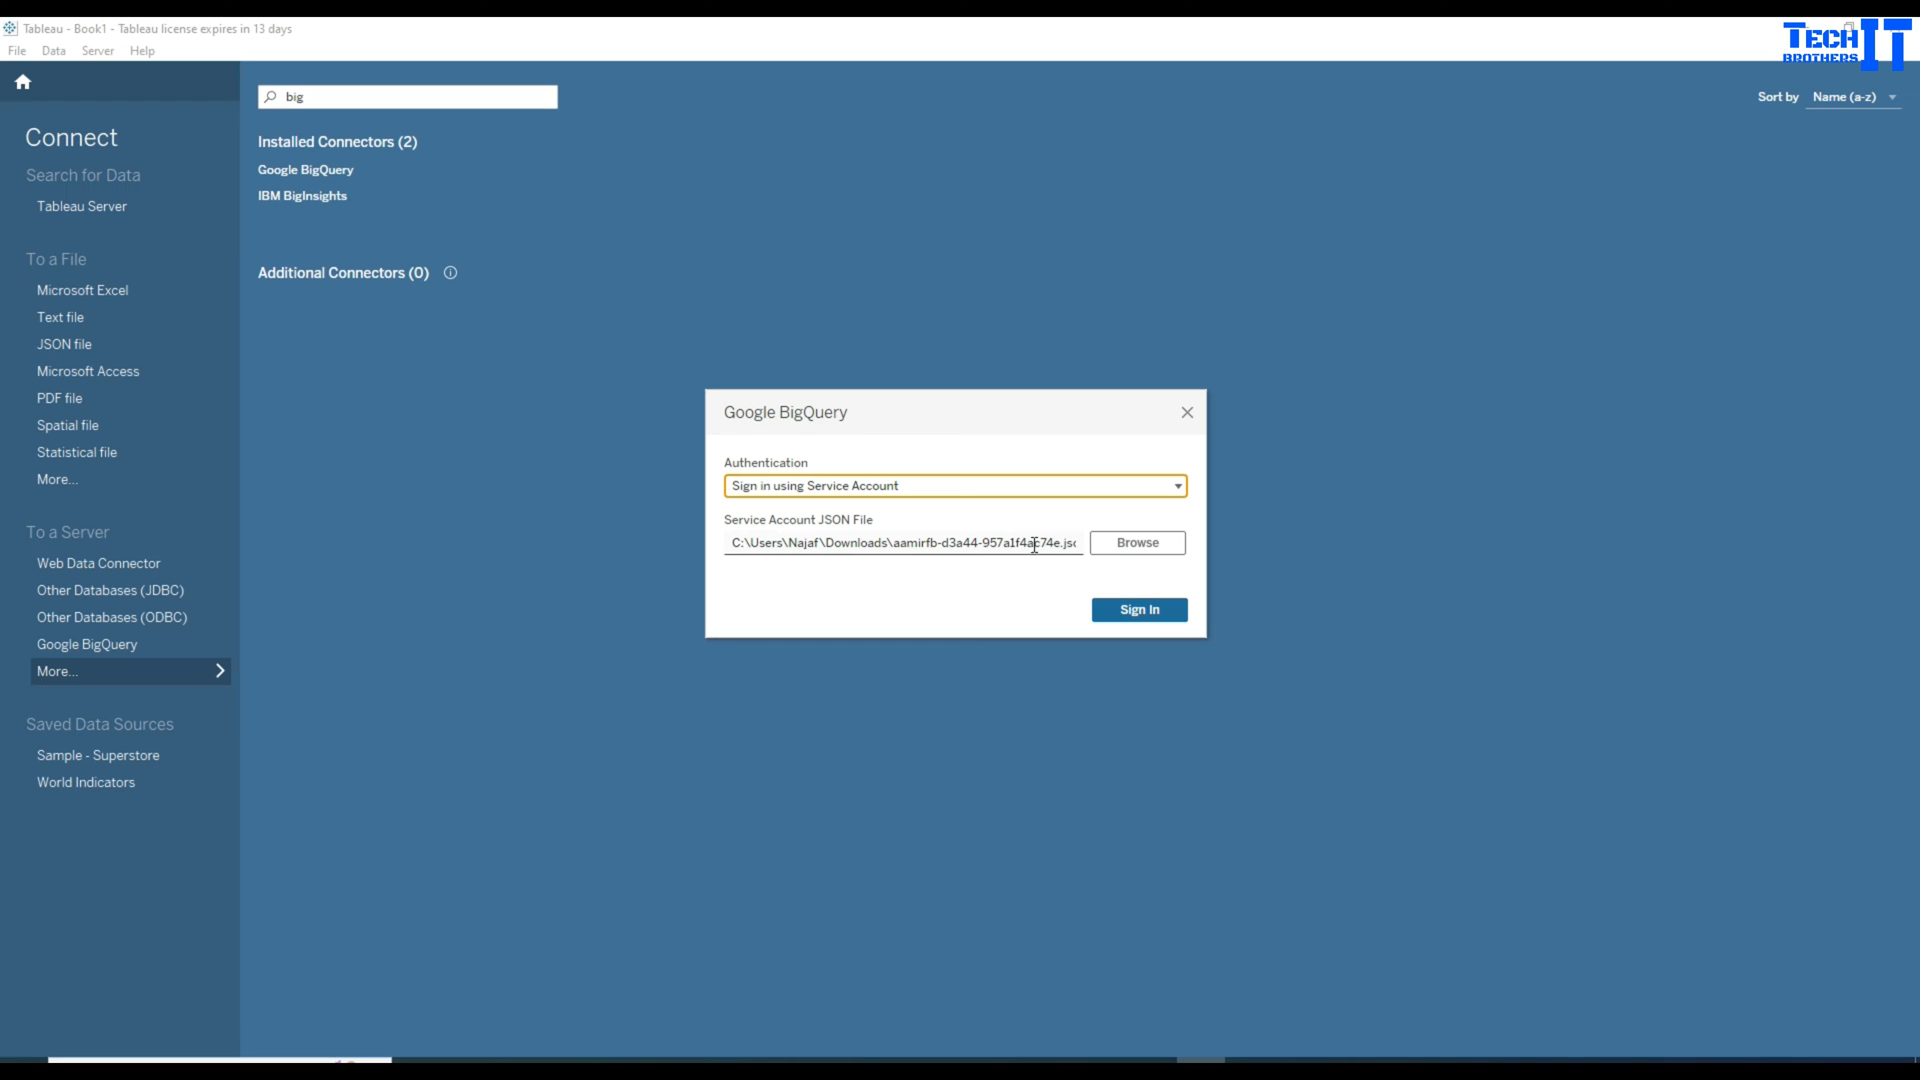 Tableau - Book1 - Tableau license expires in 13 days
File Data Server Help
TECH BROTHERS IT
big
Sort by Name (a-z)
Connect
Search for Data
Tableau Server
To a File
Microsoft Excel
Text file
JSON file
Microsoft Access
PDF file
Spatial file
Statistical file
More...
To a Server
Web Data Connector
Other Databases (JDBC)
Other Databases (ODBC)
Google BigQuery
More...
Saved Data Sources
Sample - Superstore
World Indicators
Installed Connectors (2)
Google BigQuery
IBM BigInsights
Additional Connectors (0)
Google BigQuery
Authentication
Sign in using Service Account
Service Account JSON File
C:\Users\Najaf\Downloads\aamirfb-d3a44-957a1f4ac74e.jsc
Browse
Sign In